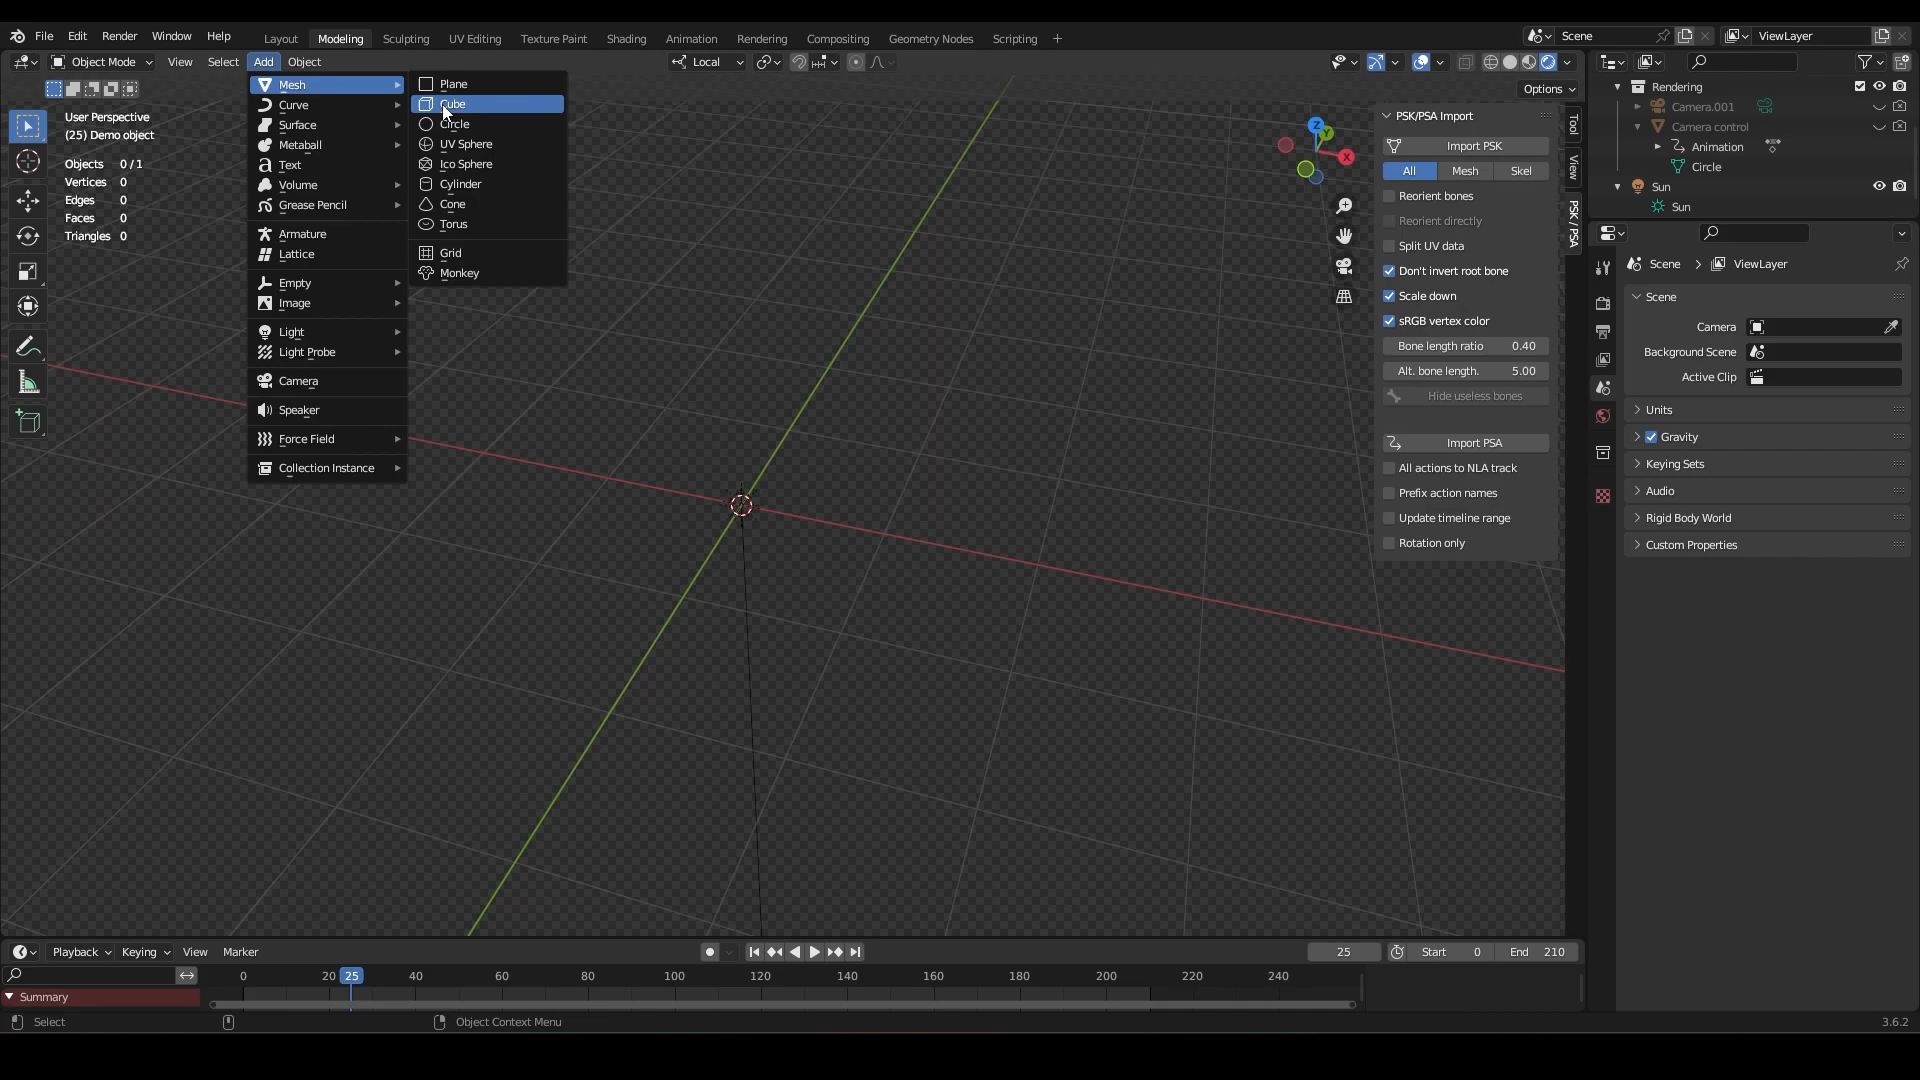 File Edit Render Window Help Layout Modeling Sculpting UV Editing Texture Paint Shading Animation Rendering Compositing Geometry Nodes Scripting + Scene ViewLayer
Object Mode View Select Add Object Local
Options
User Perspective
(25) Demo object
Objects 0 / 1
Vertices 0
Edges 0
Faces 0
Triangles 0
Mesh
Curve
Surface
Metaball
Text
Volume
Grease Pencil
Armature
Lattice
Empty
Image
Light
Light Probe
Camera
Speaker
Force Field
Collection Instance
Plane
Cube
Circle
UV Sphere
Ico Sphere
Cylinder
Cone
Torus
Grid
Monkey
Z
Y
X
PSK/PSA Import
Import PSK
All Mesh Skel
Reorient bones
Reorient directly
Split UV data
Don't invert root bone
Scale down
sRGB vertex color
Bone length ratio 0.40
Alt. bone length. 5.00
Hide useless bones
Import PSA
All actions to NLA track
Prefix action names
Update timeline range
Rotation only
Tool
View
PSK / PSA
Rendering
Camera.001
Camera control
Animation
Circle
Sun
Sun
Scene > ViewLayer
Scene
Camera
Background Scene
Active Clip
Units
Gravity
Keying Sets
Audio
Rigid Body World
Custom Properties
Playback Keying View Marker 25 Start 0 End 210
0 20 25 40 60 80 100 120 140 160 180 200 220 240
Summary
Select Object Context Menu 3.6.2